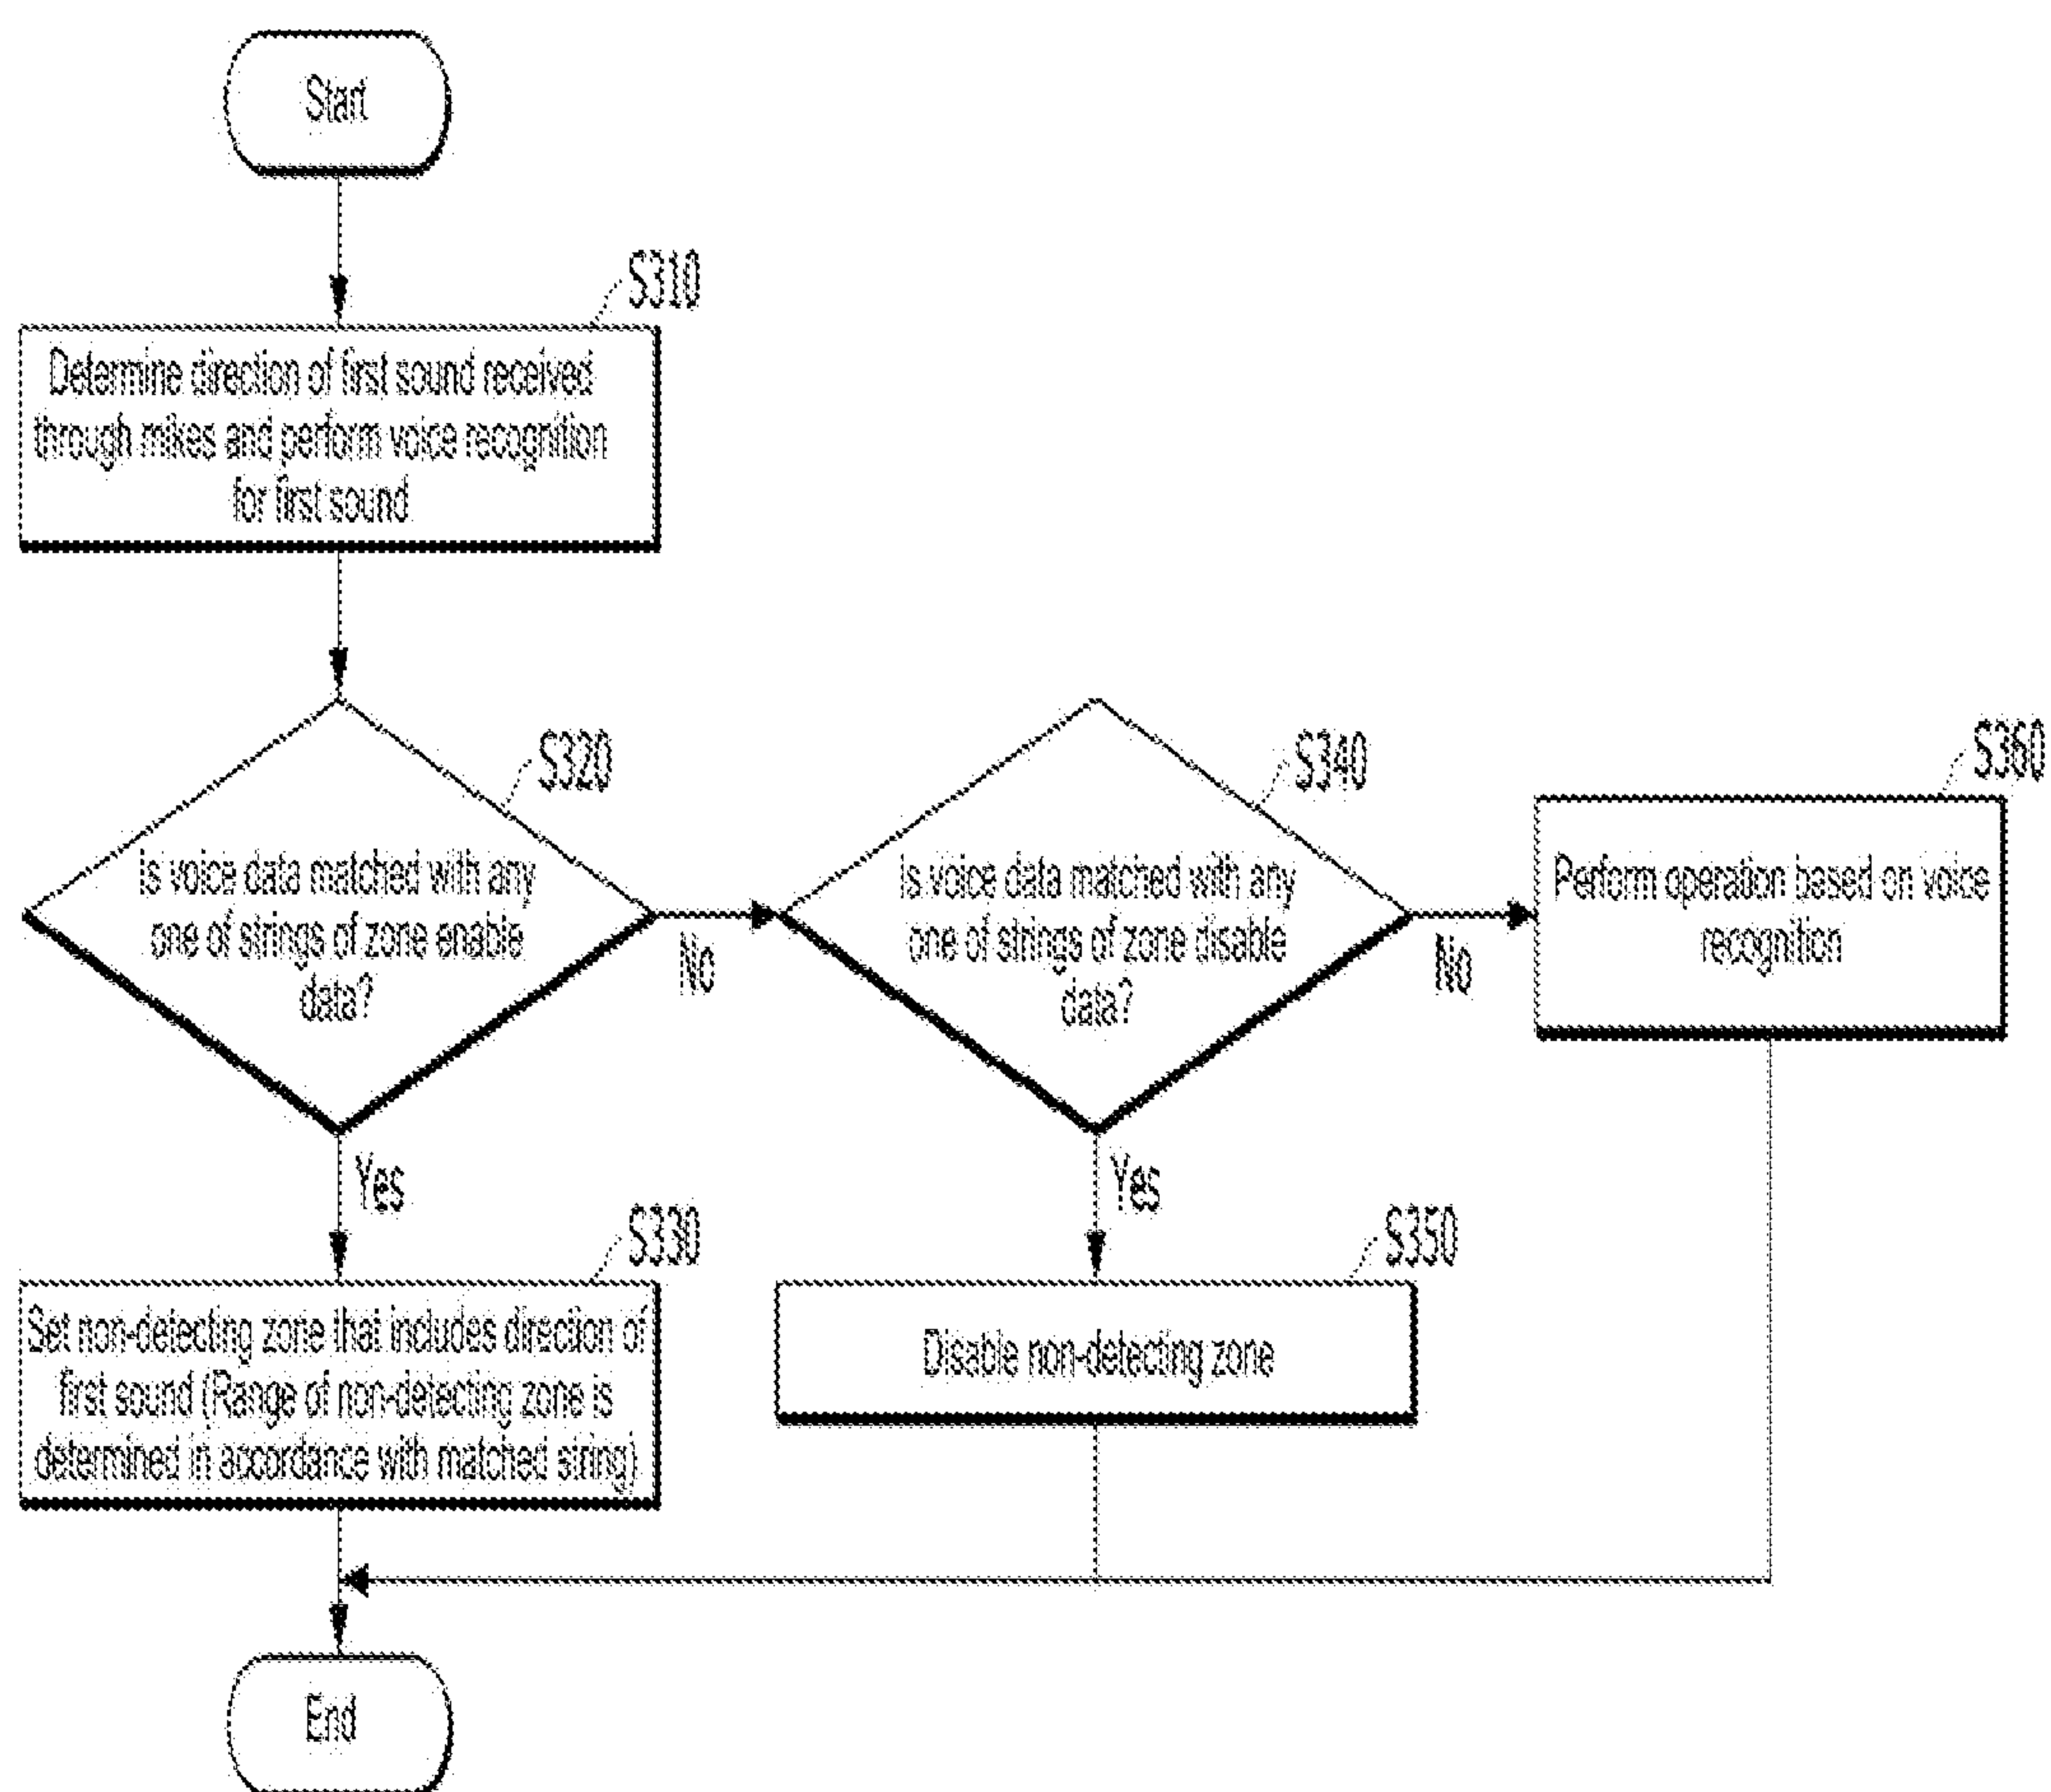 Start
S310
Determine direction of first sound received
through mikes and perform voice recognition
for first sound
S320
Is voice data matched with any
one of strings of zone enable
data?
No
S340
Is voice data matched with any
one of strings of zone disable
data?
No
S360
Perform operation based on voice
recognition
Yes
S330
Set non-detecting zone that includes direction of
first sound (Range of non-detecting zone is
determined in accordance with matched string)
Yes
S350
Disable non-detecting zone
End